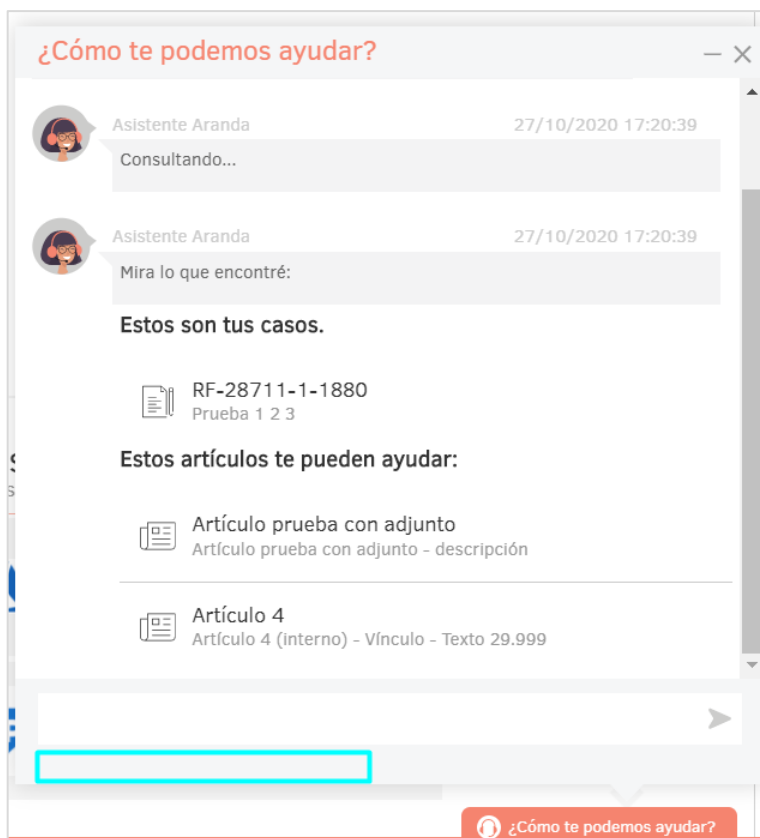 ¿Cómo te podemos ayudar?
Asistente Aranda 27/10/2020 17:20:39
Consultando...
Asistente Aranda 27/10/2020 17:20:39
Mira lo que encontré:
Estos son tus casos.
RF-28711-1-1880
Prueba 1 2 3
Estos artículos te pueden ayudar:
Artículo prueba con adjunto
Artículo prueba con adjunto - descripción
Artículo 4
Artículo 4 (interno) - Vínculo - Texto 29.999
¿Cómo te podemos ayudar?